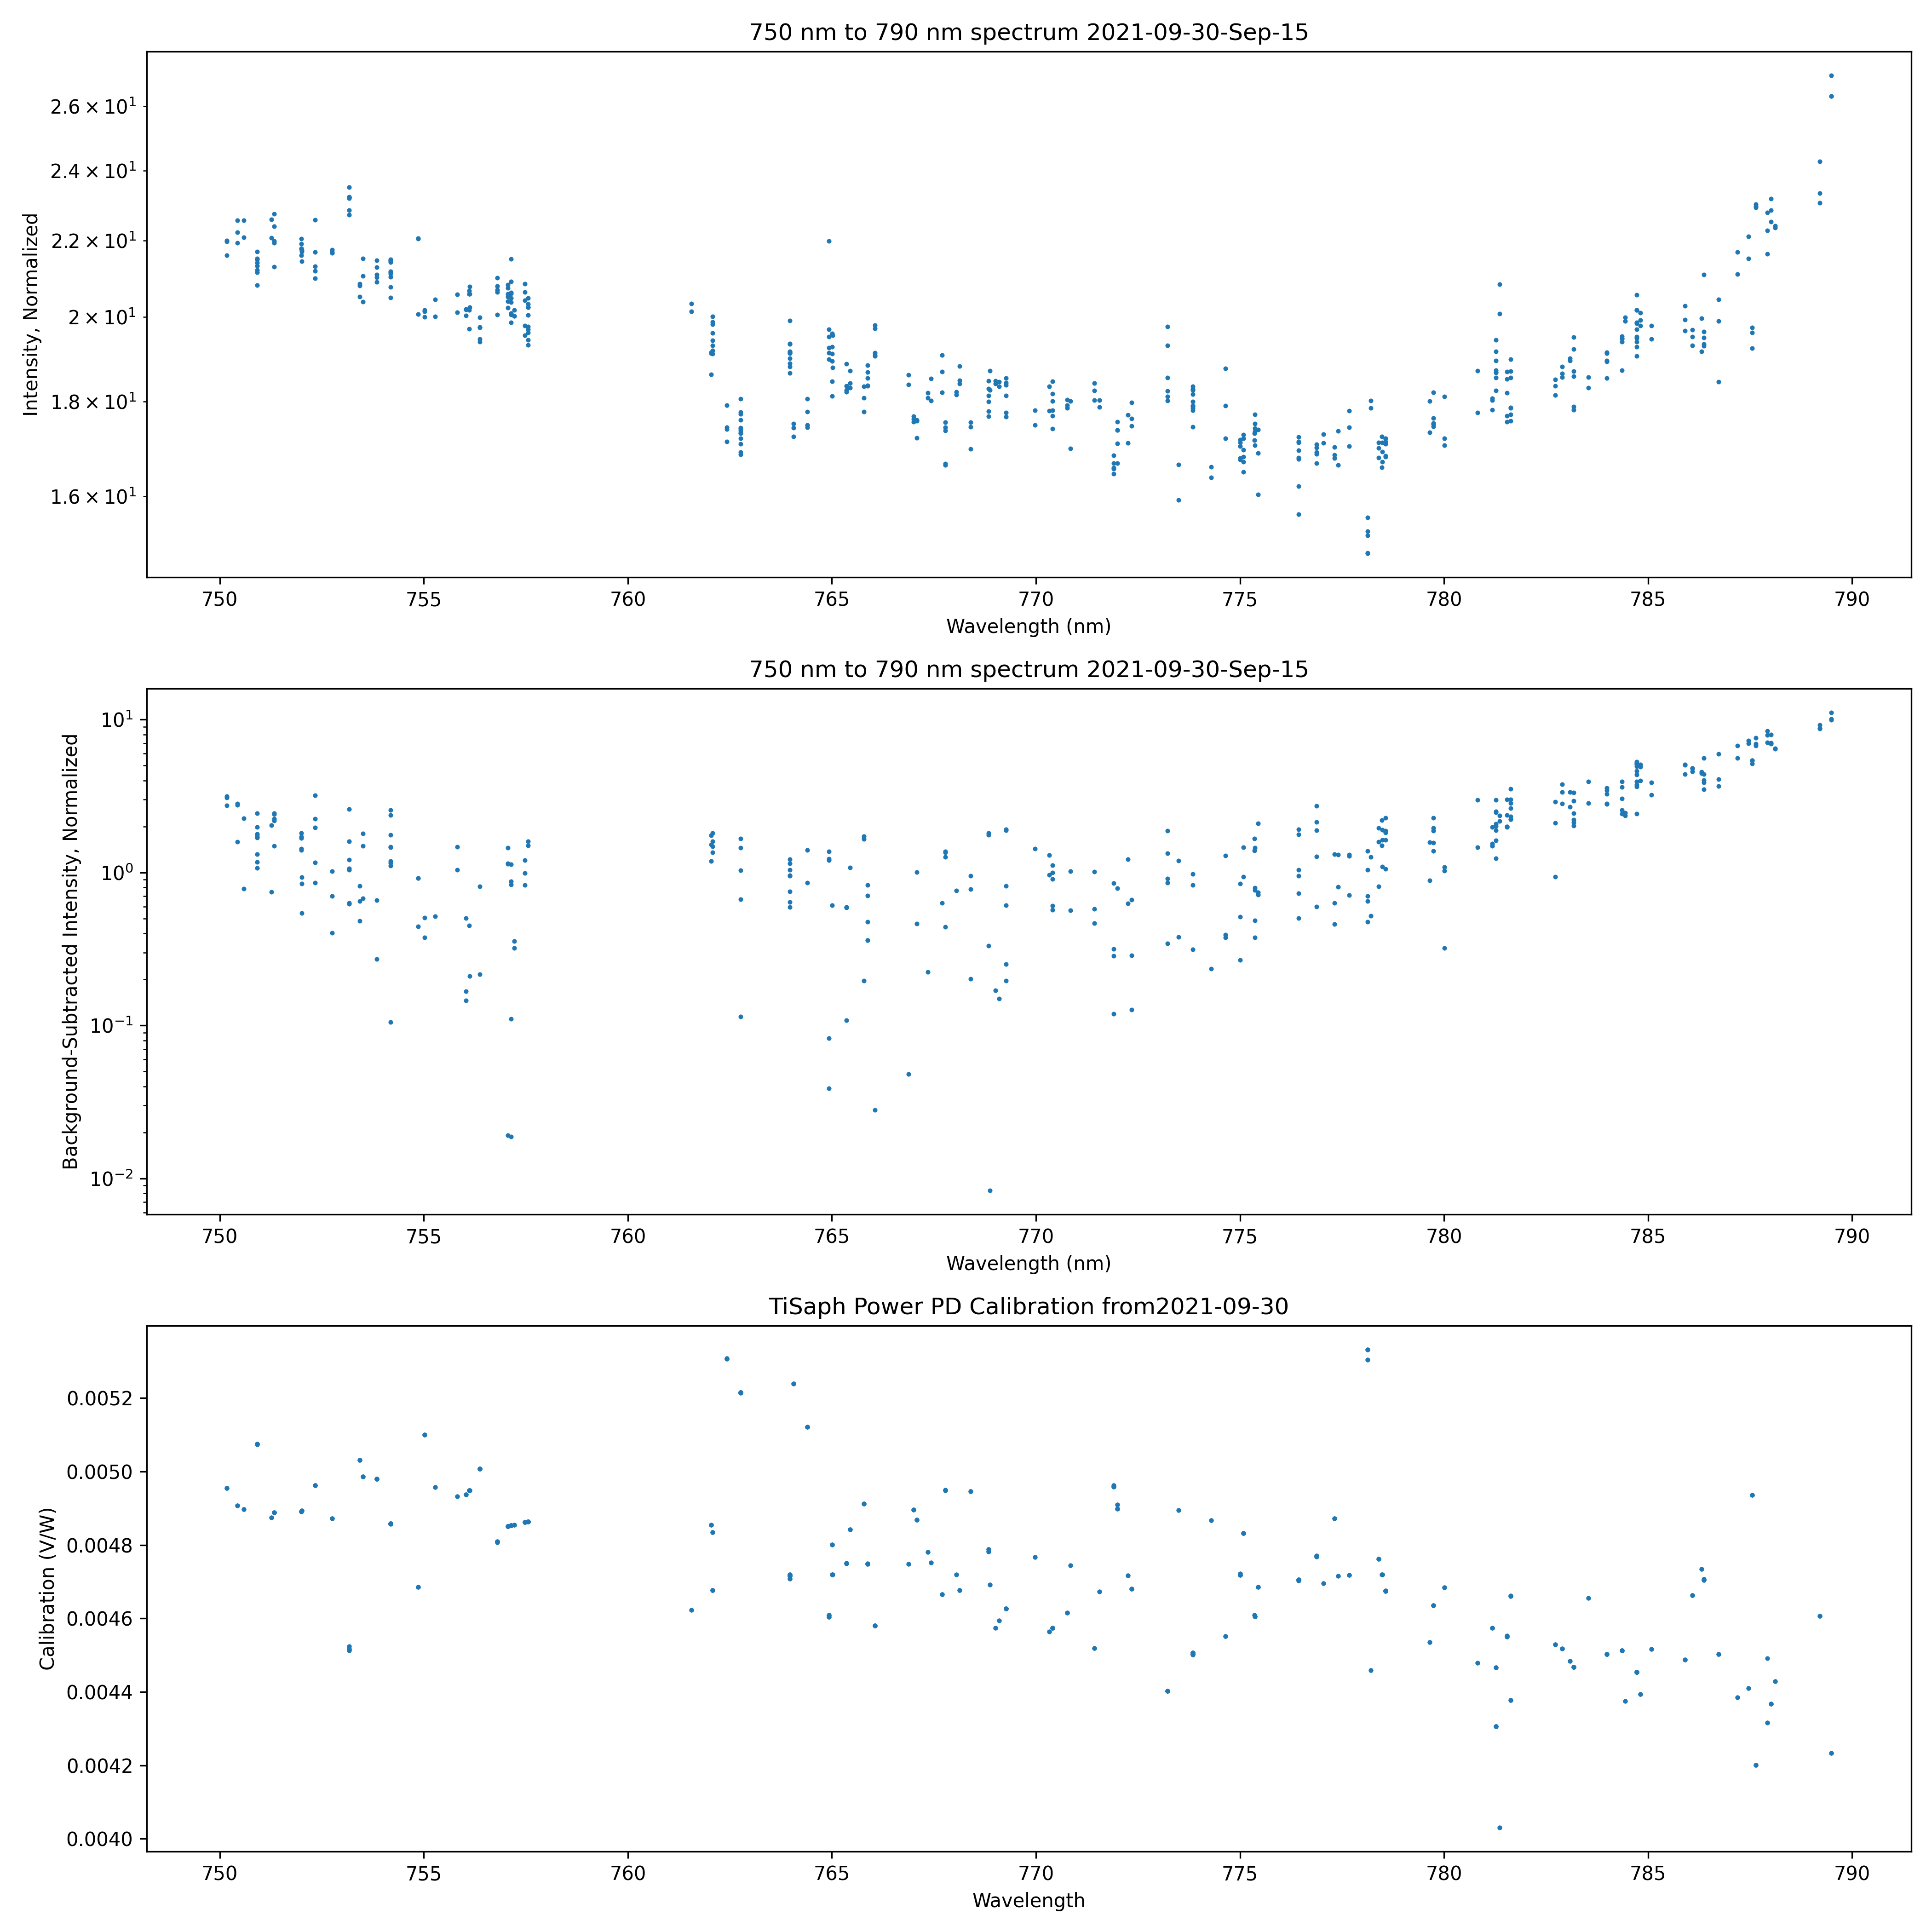 750 nm to 790 nm spectrum 2021-09-30-Sep-15
Intensity, Normalized
2.6 × 10¹
2.4 × 10¹
2.2 × 10¹
2 × 10¹
1.8 × 10¹
1.6 × 10¹
750 755 760 765 770 775 780 785 790
Wavelength (nm)
750 nm to 790 nm spectrum 2021-09-30-Sep-15
Background-Subtracted Intensity, Normalized
10¹
10⁰
10⁻¹
10⁻²
750 755 760 765 770 775 780 785 790
Wavelength (nm)
TiSaph Power PD Calibration from2021-09-30
Calibration (V/W)
0.0052
0.0050
0.0048
0.0046
0.0044
0.0042
0.0040
750 755 760 765 770 775 780 785 790
Wavelength